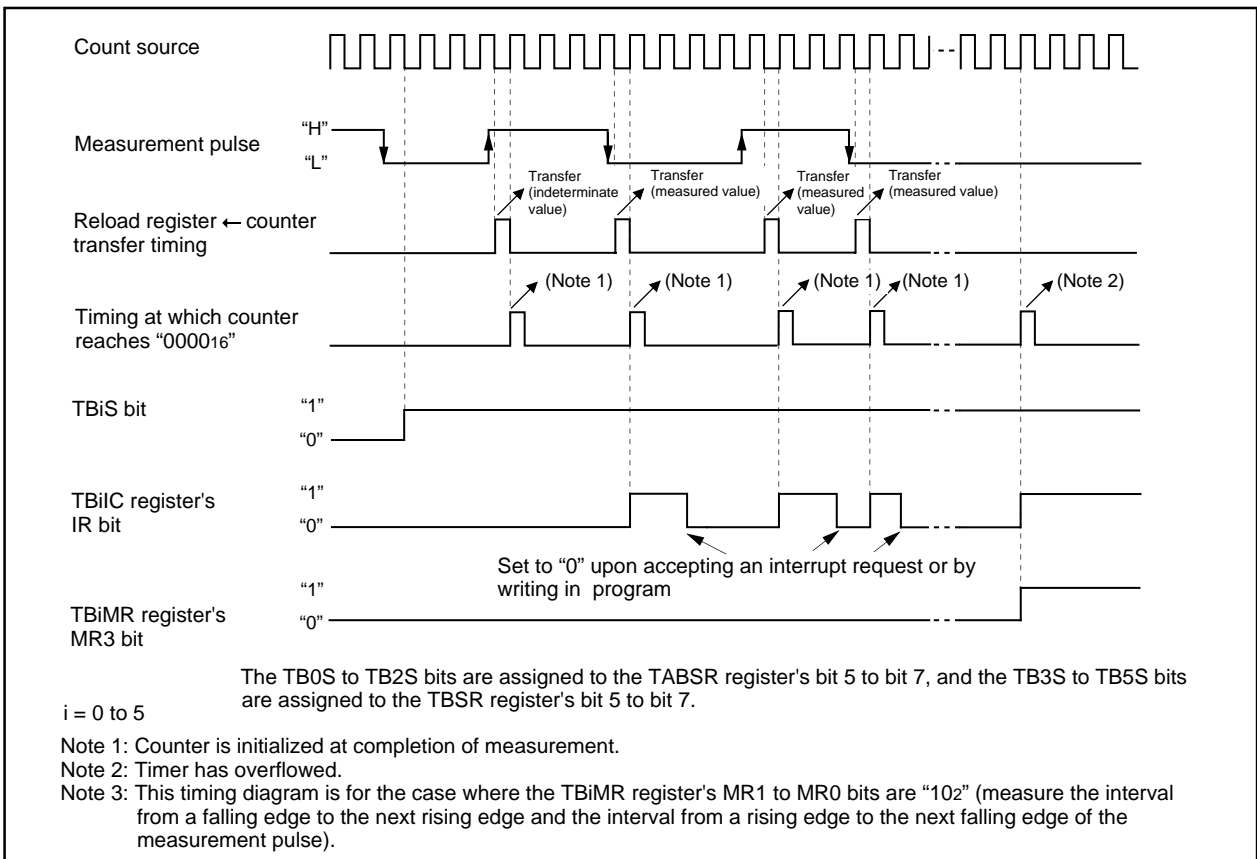 Count source
Measurement pulse
“H”
“L”
Transfer
(indeterminate
value)
Transfer
(measured value)
Transfer
(measured
value)
Transfer
(measured value)
Reload register ← counter
transfer timing
(Note 1)
(Note 1)
(Note 1)
(Note 1)
(Note 2)
Timing at which counter
reaches “000016”
TBiS bit
“1”
“0”
TBiIC register's
IR bit
“1”
“0”
Set to “0” upon accepting an interrupt request or by
writing in program
TBiMR register's
MR3 bit
“1”
“0”
The TB0S to TB2S bits are assigned to the TABSR register's bit 5 to bit 7, and the TB3S to TB5S bits
are assigned to the TBSR register's bit 5 to bit 7.
i = 0 to 5
Note 1: Counter is initialized at completion of measurement.
Note 2: Timer has overflowed.
Note 3: This timing diagram is for the case where the TBiMR register's MR1 to MR0 bits are “102” (measure the interval
from a falling edge to the next rising edge and the interval from a rising edge to the next falling edge of the
measurement pulse).